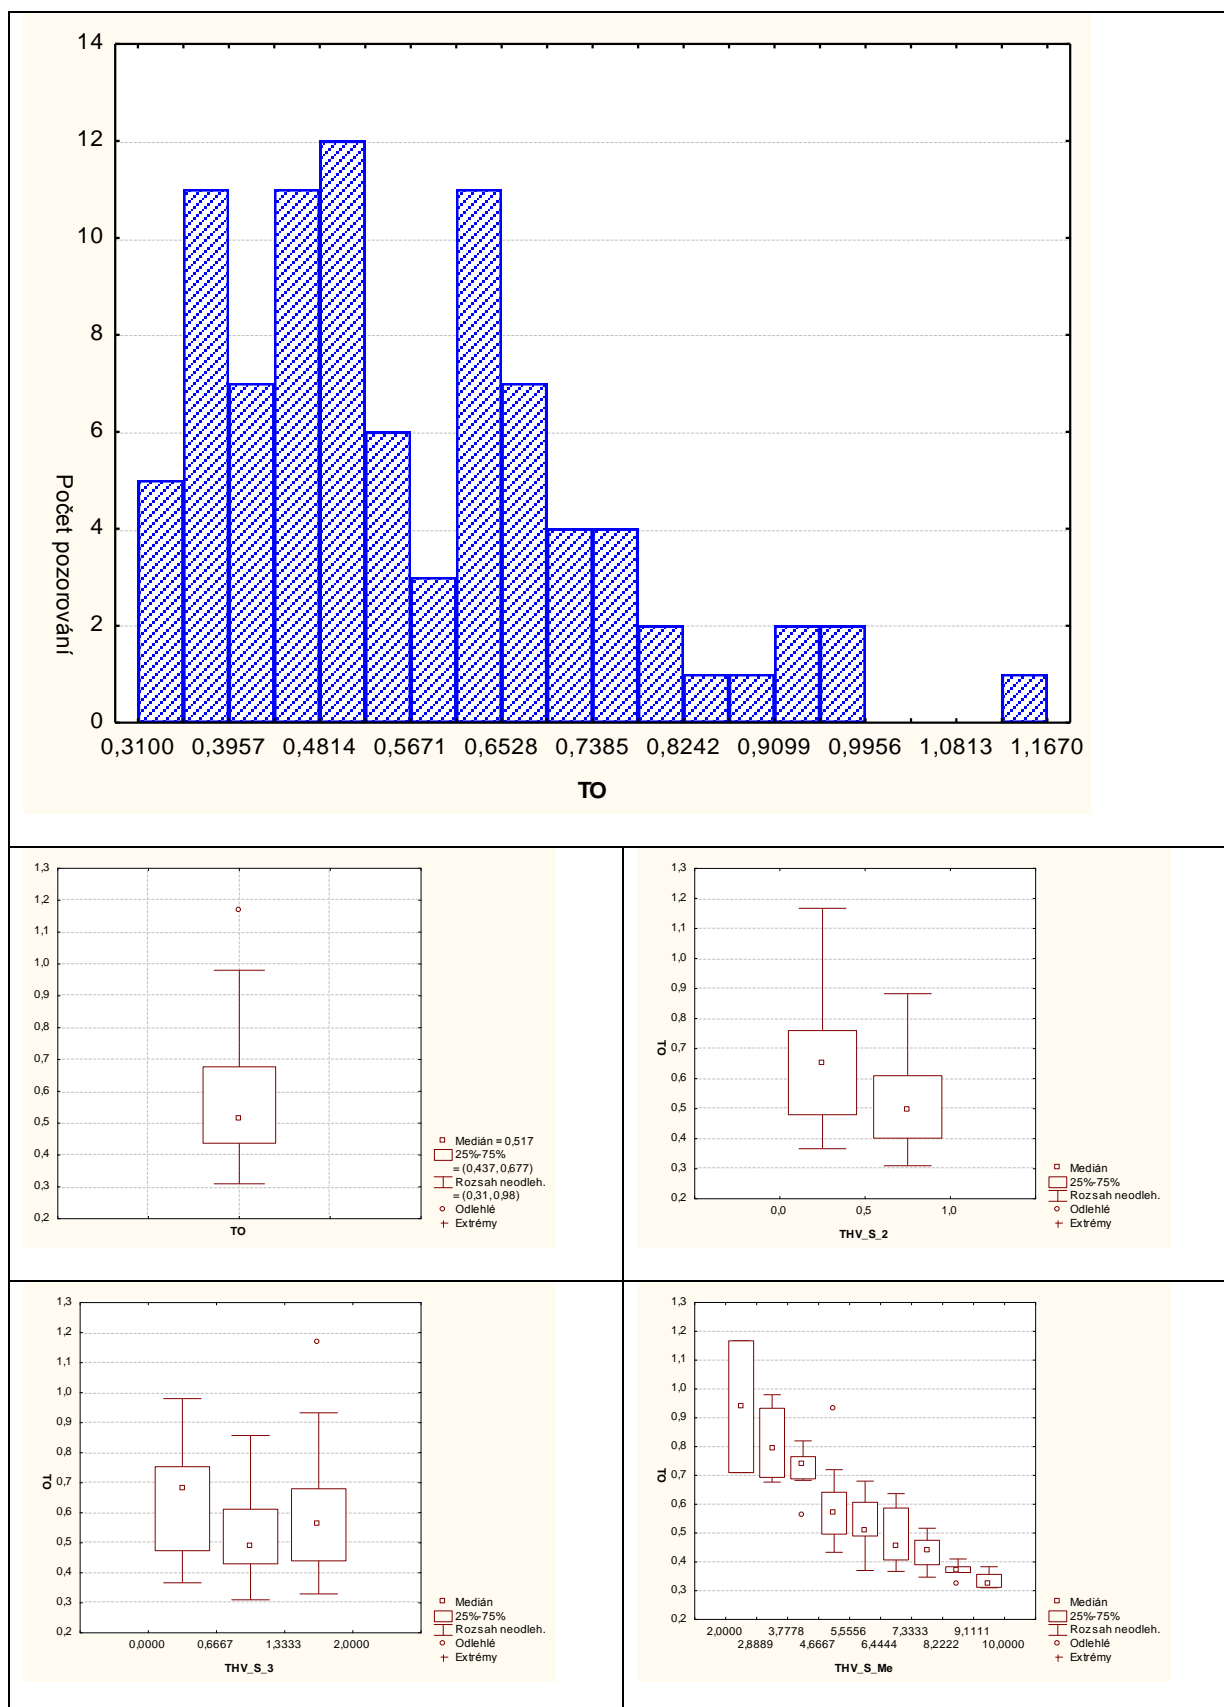 14
12
10
8
6
4
2
0
Počet pozorování
0,3100 0,3957 0,4814 0,5671 0,6528 0,7385 0,8242 0,9099 0,9956 1,0813 1,1670
TO
1,3
1,2
1,1
1,0
0,9
0,8
0,7
0,6
0,5
0,4
0,3
0,2
TO
Medián = 0,517
25%-75%
= (0,437, 0,677)
Rozsah neodleh.
= (0,31, 0,98)
Odlehlé
Extrémy
1,3
1,2
1,1
1,0
0,9
0,8
0,7
0,6
0,5
0,4
0,3
0,2
TO
0,0 0,5 1,0
THV_S_2
Medián
25%-75%
Rozsah neodleh.
Odlehlé
Extrémy
1,3
1,2
1,1
1,0
0,9
0,8
0,7
0,6
0,5
0,4
0,3
0,2
TO
0,0000 0,6667 1,3333 2,0000
THV_S_3
Medián
25%-75%
Rozsah neodleh.
Odlehlé
Extrémy
1,3
1,2
1,1
1,0
0,9
0,8
0,7
0,6
0,5
0,4
0,3
0,2
TO
2,0000 3,7778 5,5556 7,3333 9,1111
2,8889 4,6667 6,4444 8,2222 10,0000
THV_S_Me
Medián
25%-75%
Rozsah neodleh.
Odlehlé
Extrémy